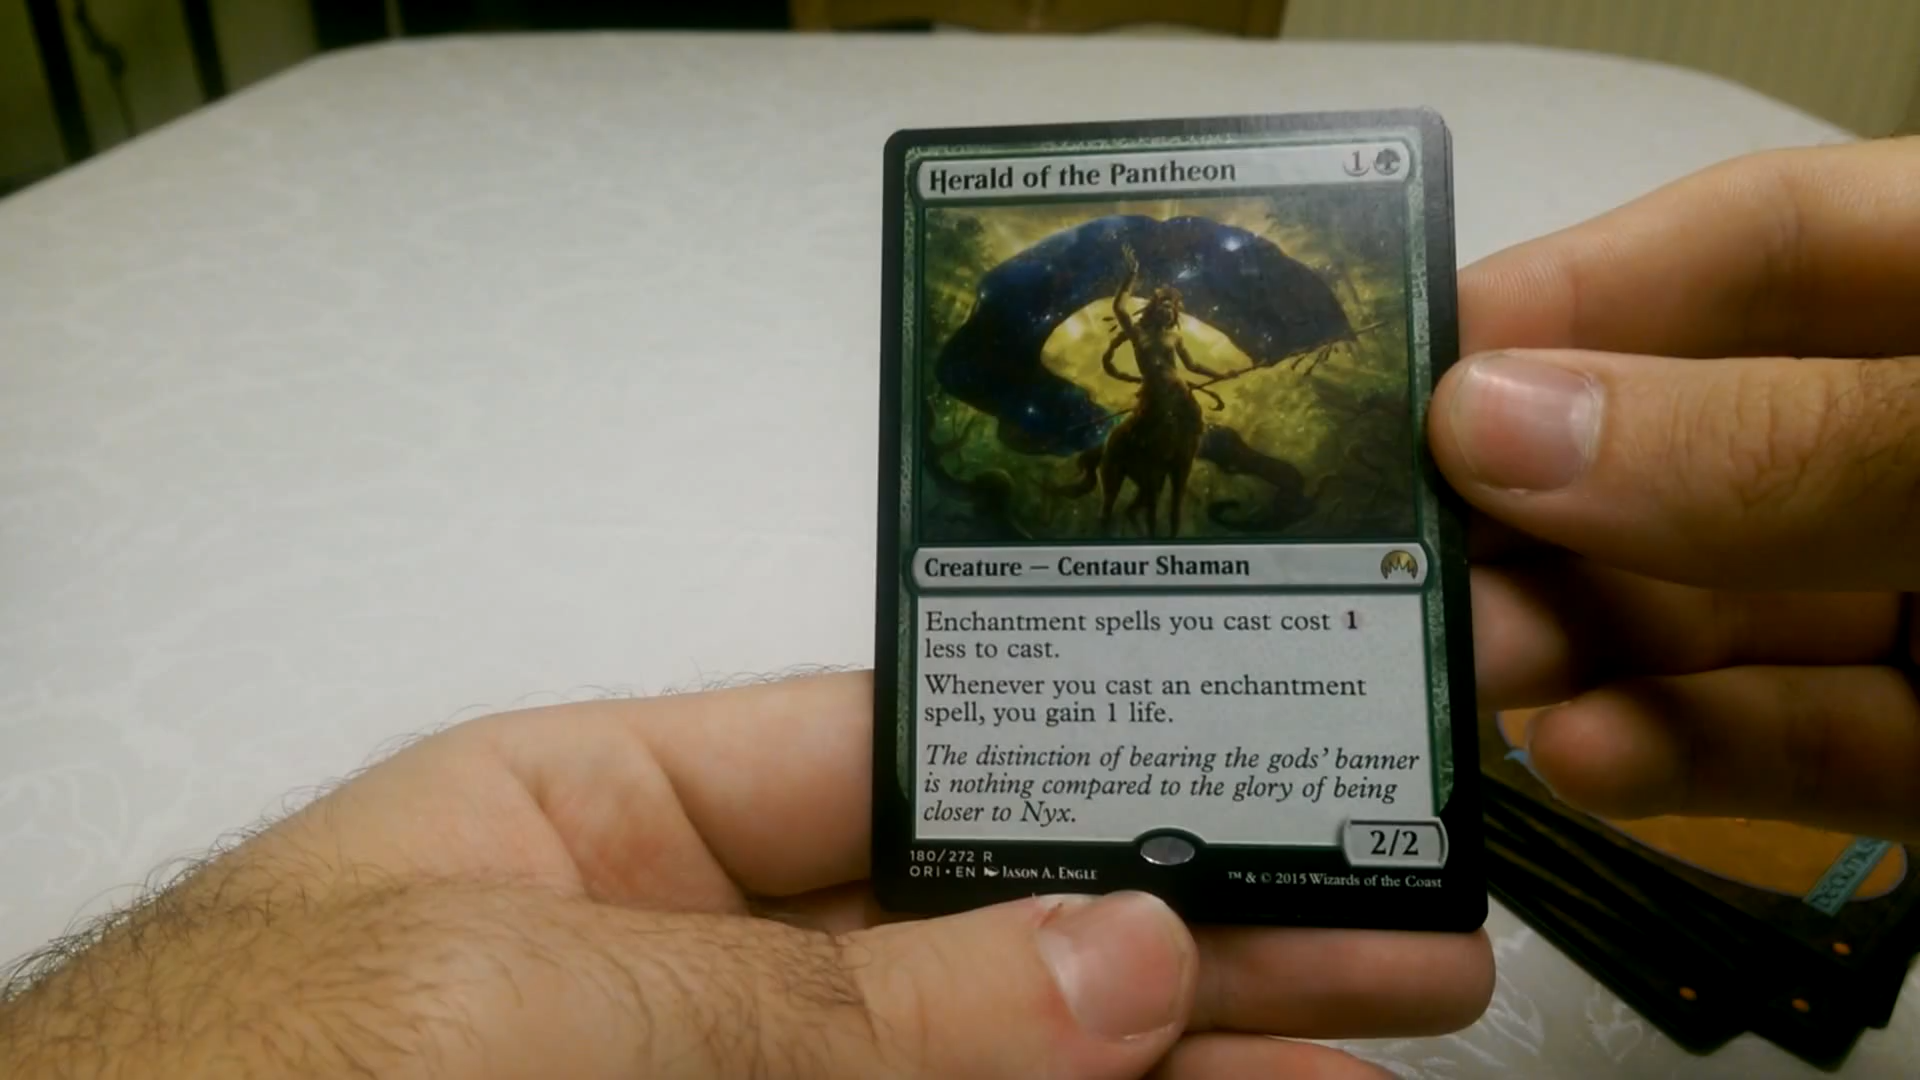 Herald of the Pantheon 1
Creature — Centaur Shaman
Enchantment spells you cast cost 1
less to cast.
Whenever you cast an enchantment
spell, you gain 1 life.
The distinction of bearing the gods' banner
is nothing compared to the glory of being
closer to Nyx.
2/2
180/272 R
ORI • EN JASON A. ENGLE
™ & © 2015 Wizards of the Coast